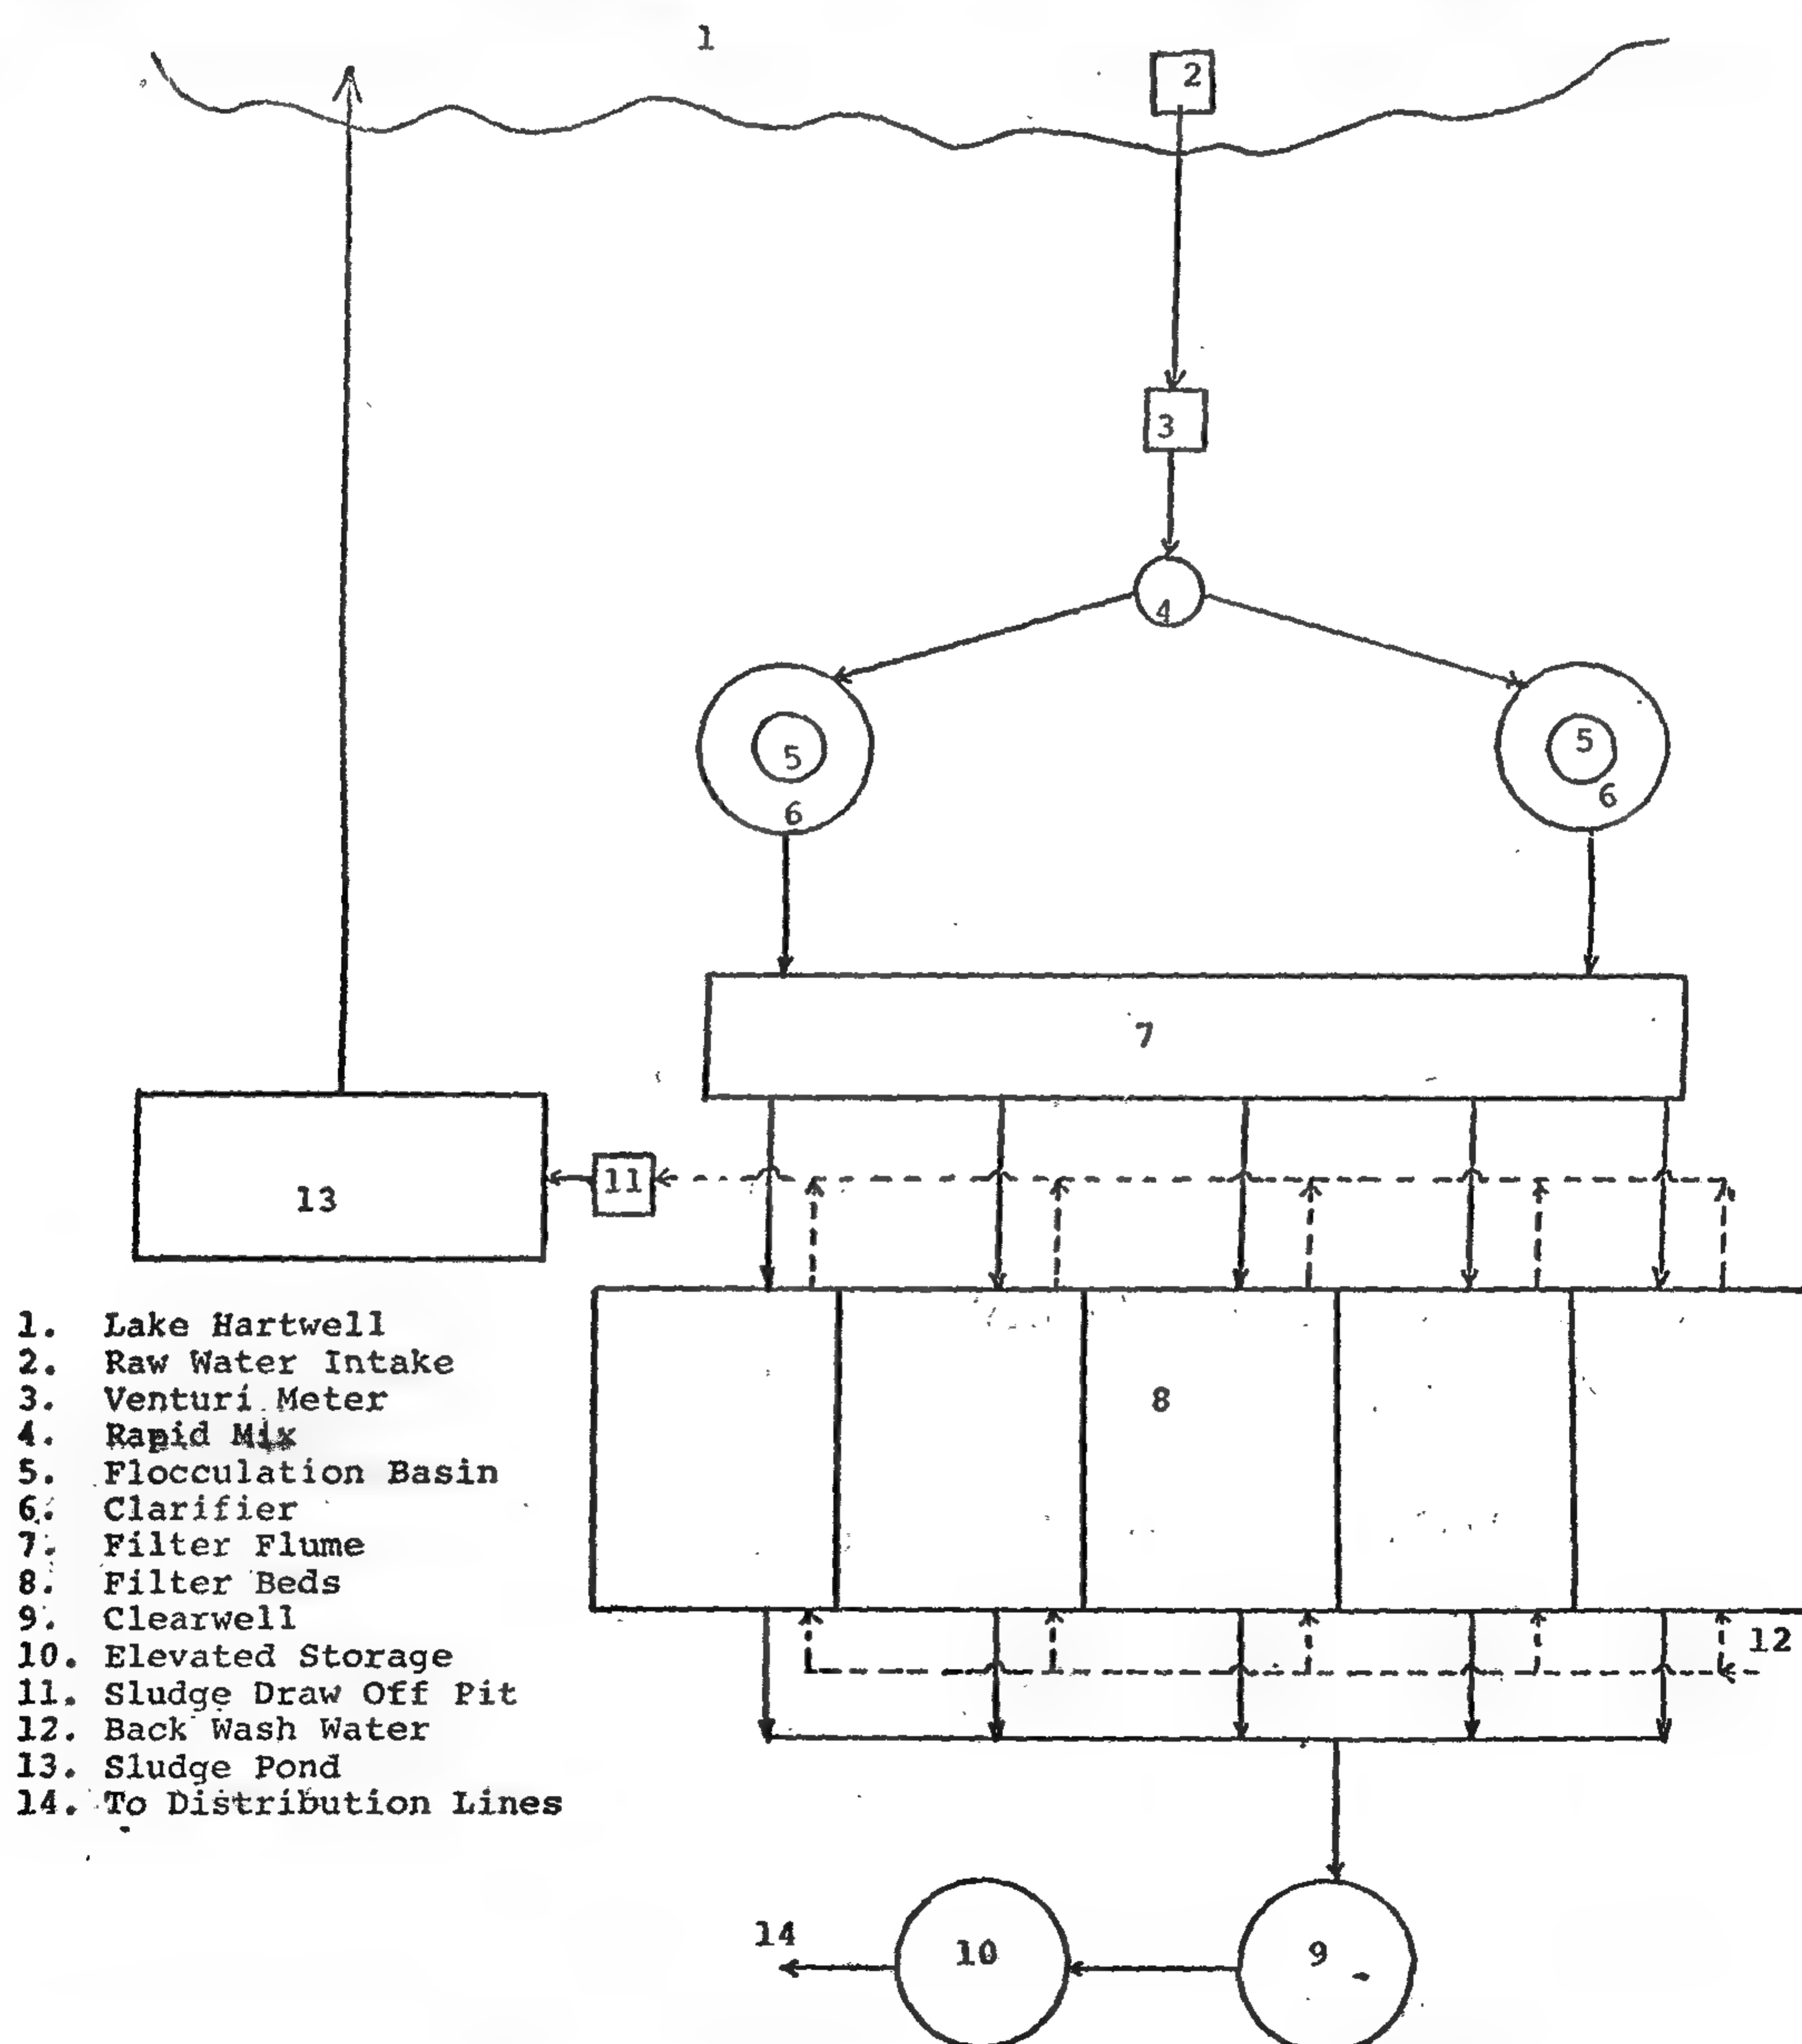 1
2
3
4
5
5
6
6
7
11
13
1. Lake Hartwell
2. Raw Water Intake
3. Venturi Meter
4. Rapid Mix
5. Flocculation Basin
6. Clarifier
7. Filter Flume
8. Filter Beds
9. Clearwell
10. Elevated Storage
11. Sludge Draw Off Pit
12. Back Wash Water
13. Sludge Pond
14. To Distribution Lines
8
12
14
10
9